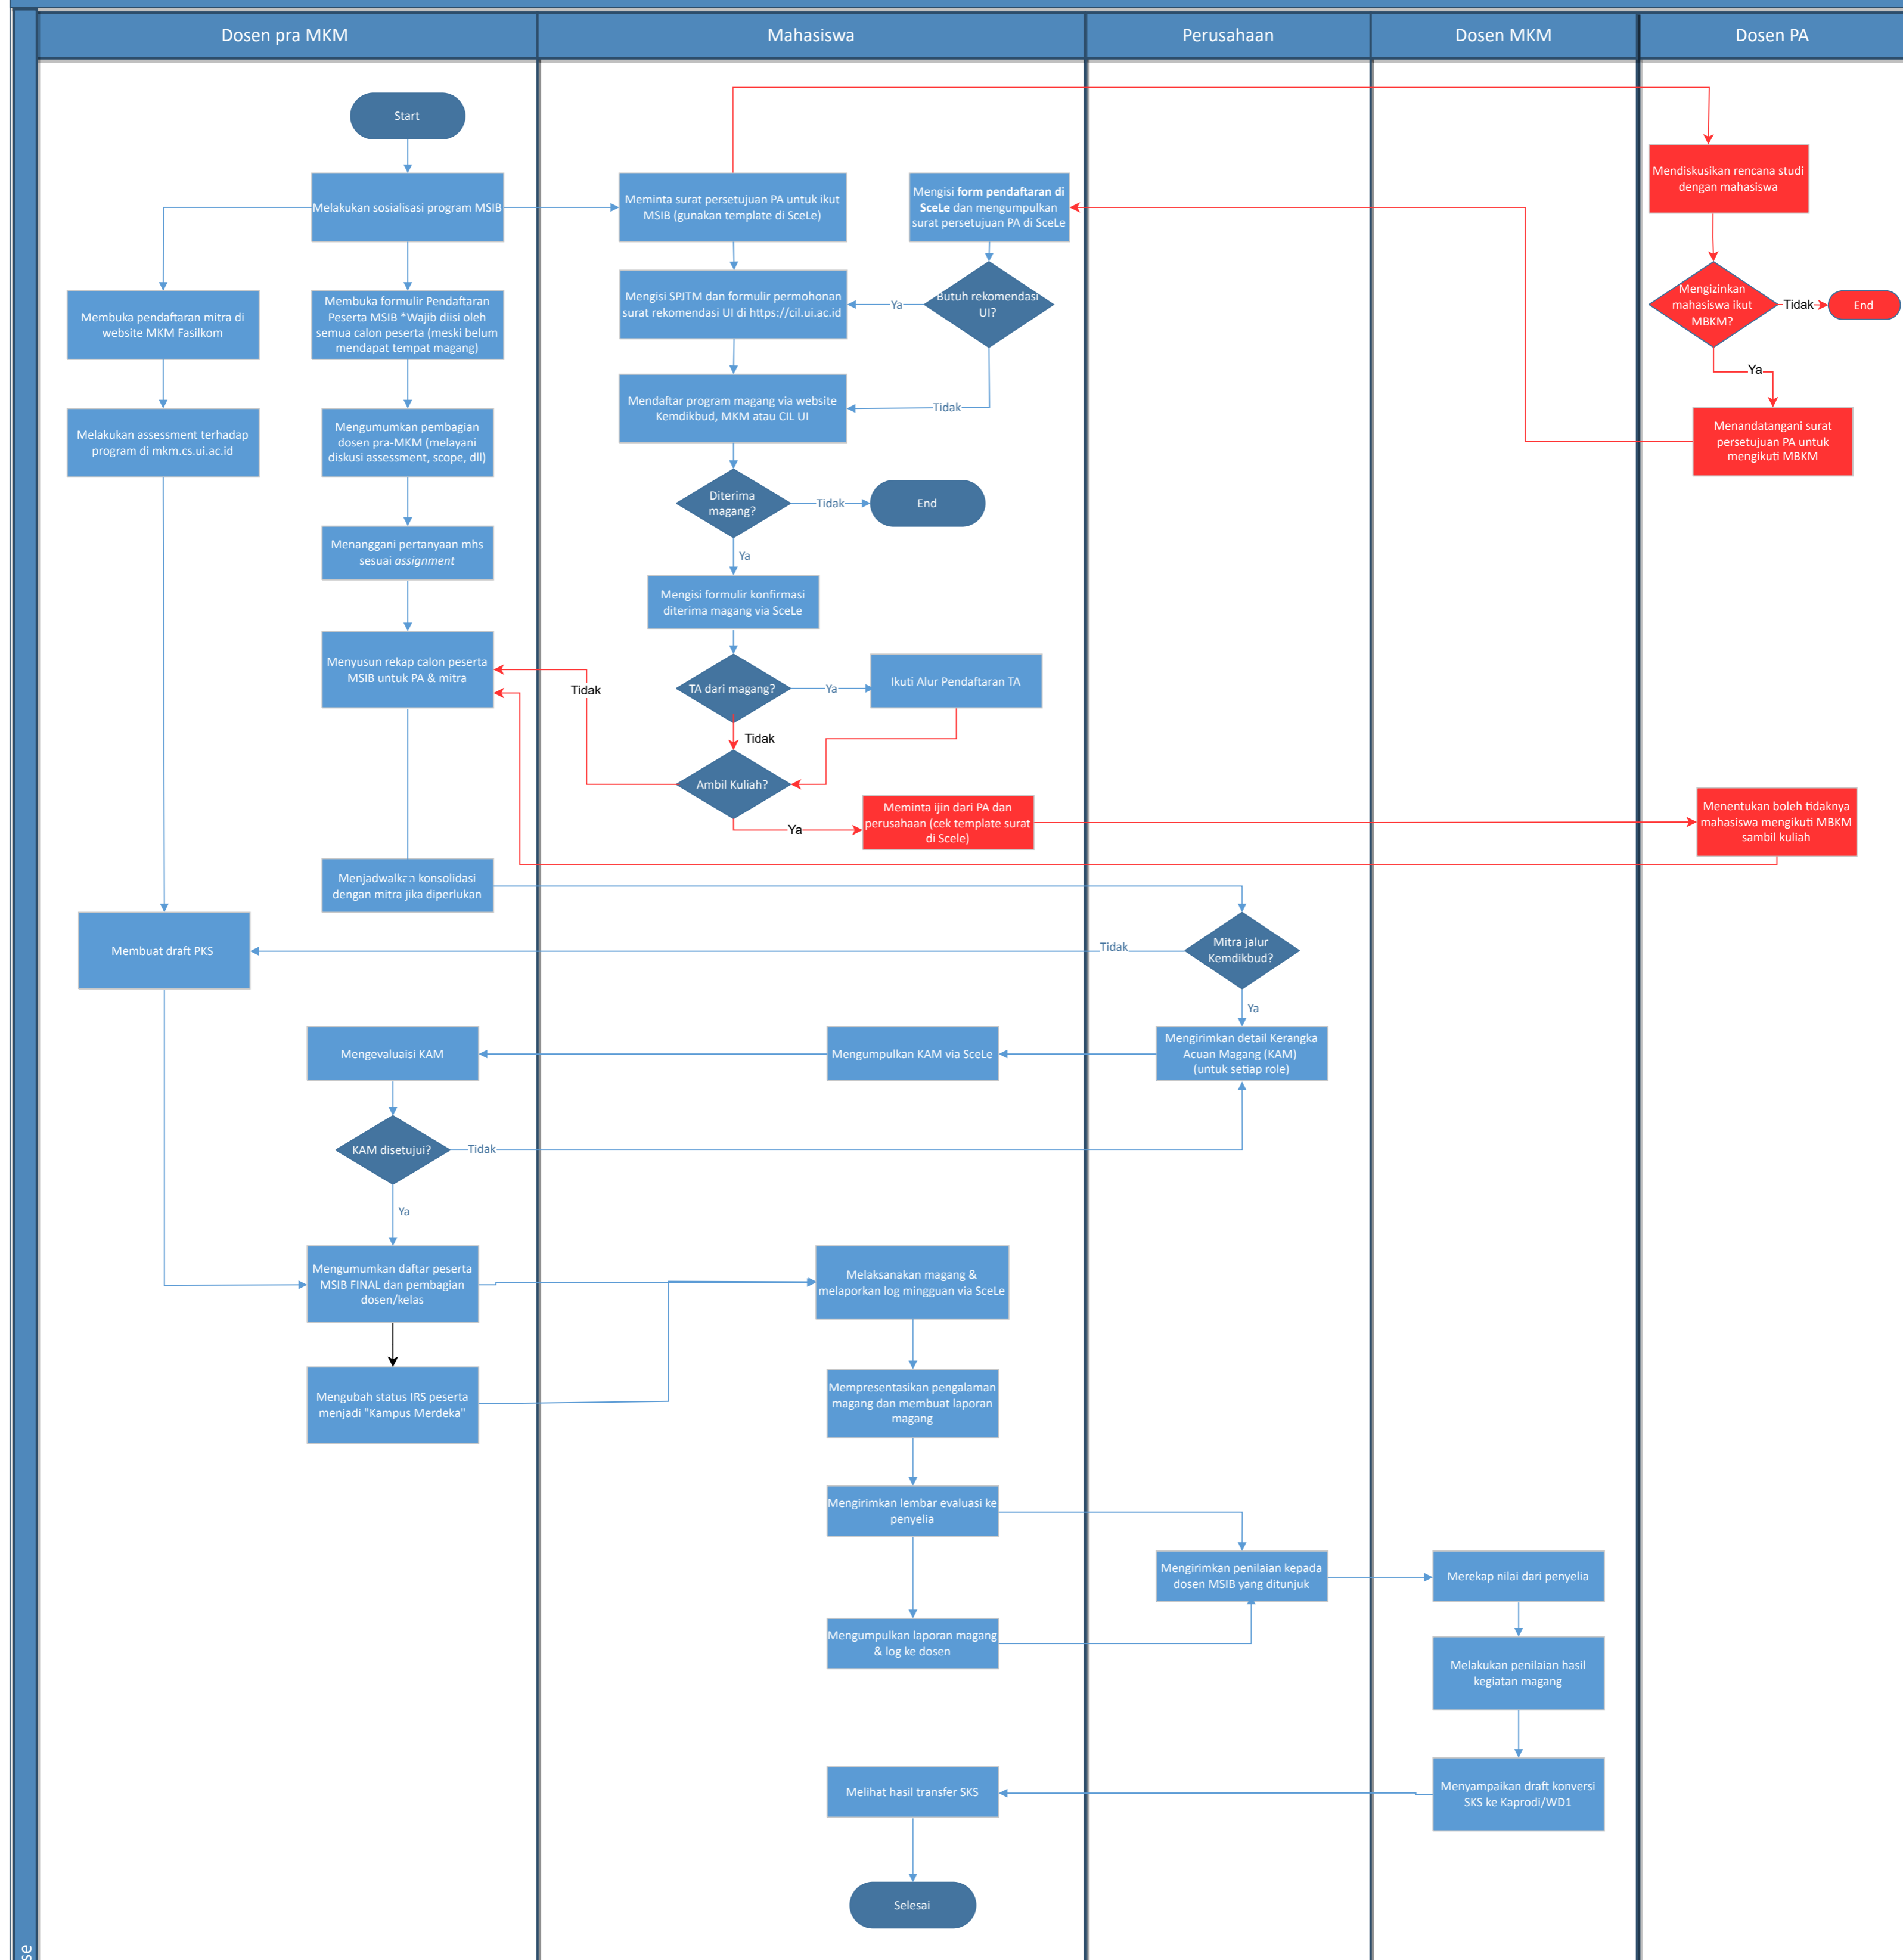 Dosen pra MKM
Mahasiswa
Perusahaan
Dosen MKM
Dosen PA
Start
Melakukan sosialisasi program MSIB
Membuka pendaftaran mitra di
website MKM Fasilkom
Melakukan assessment terhadap
program di mkm.cs.ui.ac.id
Membuka formulir Pendaftaran
Peserta MSIB *Wajib diisi oleh
semua calon peserta (meski belum
mendapat tempat magang)
Mengumumkan pembagian
dosen pra-MKM (melayani
diskusi assessment, scope, dll)
Menanggani pertanyaan mhs
sesuai assignment
Menyusun rekap calon peserta
MSIB untuk PA & mitra
Meminta surat persetujuan PA untuk ikut
MSIB (gunakan template di SceLe)
Mengisi form pendaftaran di
SceLe dan mengumpulkan
surat persetujuan PA di SceLe
Mengisi SPJTM dan formulir permohonan
surat rekomendasi UI di https://cil.ui.ac.id
Ya
Butuh rekomendasi
UI?
Tidak
Mendaftar program magang via website
Kemdikbud, MKM atau CIL UI
Diterima
magang?
Tidak
End
Ya
Mengisi formulir konfirmasi
diterima magang via SceLe
TA dari magang?
Ya
Ikuti Alur Pendaftaran TA
Tidak
Tidak
Ambil Kuliah?
Ya
Meminta ijin dari PA dan
perusahaan (cek template surat
di Scele)
Mendiskusikan rencana studi
dengan mahasiswa
Mengizinkan
mahasiswa ikut
MBKM?
Tidak
End
Ya
Menandatangani surat
persetujuan PA untuk
mengikuti MBKM
Menentukan boleh tidaknya
mahasiswa mengikuti MBKM
sambil kuliah
Menjadwalkan konsolidasi
dengan mitra jika diperlukan
Membuat draft PKS
Tidak
Mitra jalur
Kemdikbud?
Ya
Mengirimkan detail Kerangka
Acuan Magang (KAM)
(untuk setiap role)
Mengumpulkan KAM via SceLe
Mengevaluaisi KAM
KAM disetujui?
Tidak
Ya
Mengumumkan daftar peserta
MSIB FINAL dan pembagian
dosen/kelas
Mengubah status IRS peserta
menjadi "Kampus Merdeka"
Melaksanakan magang &
melaporkan log mingguan via SceLe
Mempresentasikan pengalaman
magang dan membuat laporan
magang
Mengirimkan lembar evaluasi ke
penyelia
Mengumpulkan laporan magang
& log ke dosen
Mengirimkan penilaian kepada
dosen MSIB yang ditunjuk
Merekap nilai dari penyelia
Melakukan penilaian hasil
kegiatan magang
Menyampaikan draft konversi
SKS ke Kaprodi/WD1
Melihat hasil transfer SKS
Selesai
se